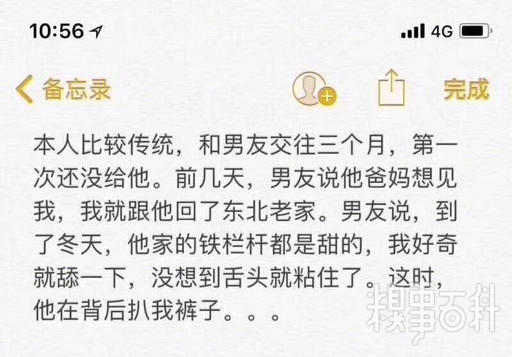 10:56
4G
备忘录
完成
本人比较传统，和男友交往三个月，第一
次还没给他。前几天，男友说他爸妈想见
我，我就跟他回了东北老家。男友说，到
了冬天，他家的铁栏杆都是甜的，我好奇
就舔一下，没想到舌头就粘住了。这时，
他在背后扒我裤子。。。
糗事百科